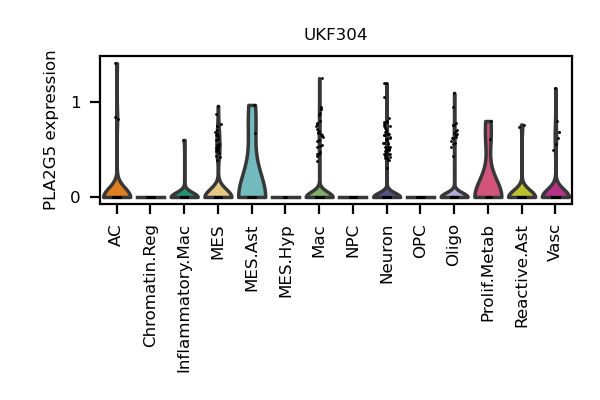 UKF304
PLA2G5 expression
1
0
AC
Chromatin.Reg
Inflammatory.Mac
MES
MES.Ast
MES.Hyp
Mac
NPC
Neuron
OPC
Oligo
Prolif.Metab
Reactive.Ast
Vasc